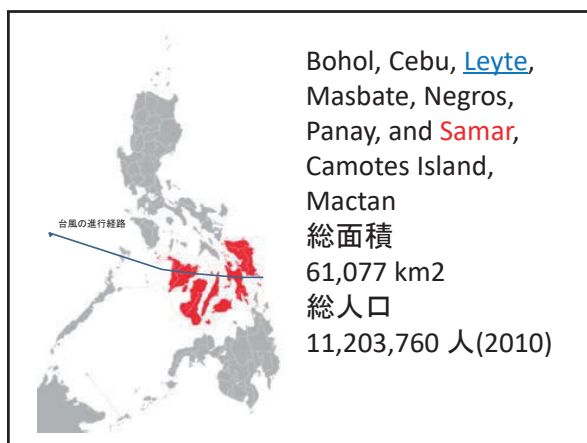 台風の進行経路
Bohol, Cebu, Leyte,
Masbate, Negros,
Panay, and Samar,
Camotes Island,
Mactan
総面積
61,077 km2
総人口
11,203,760 人(2010)